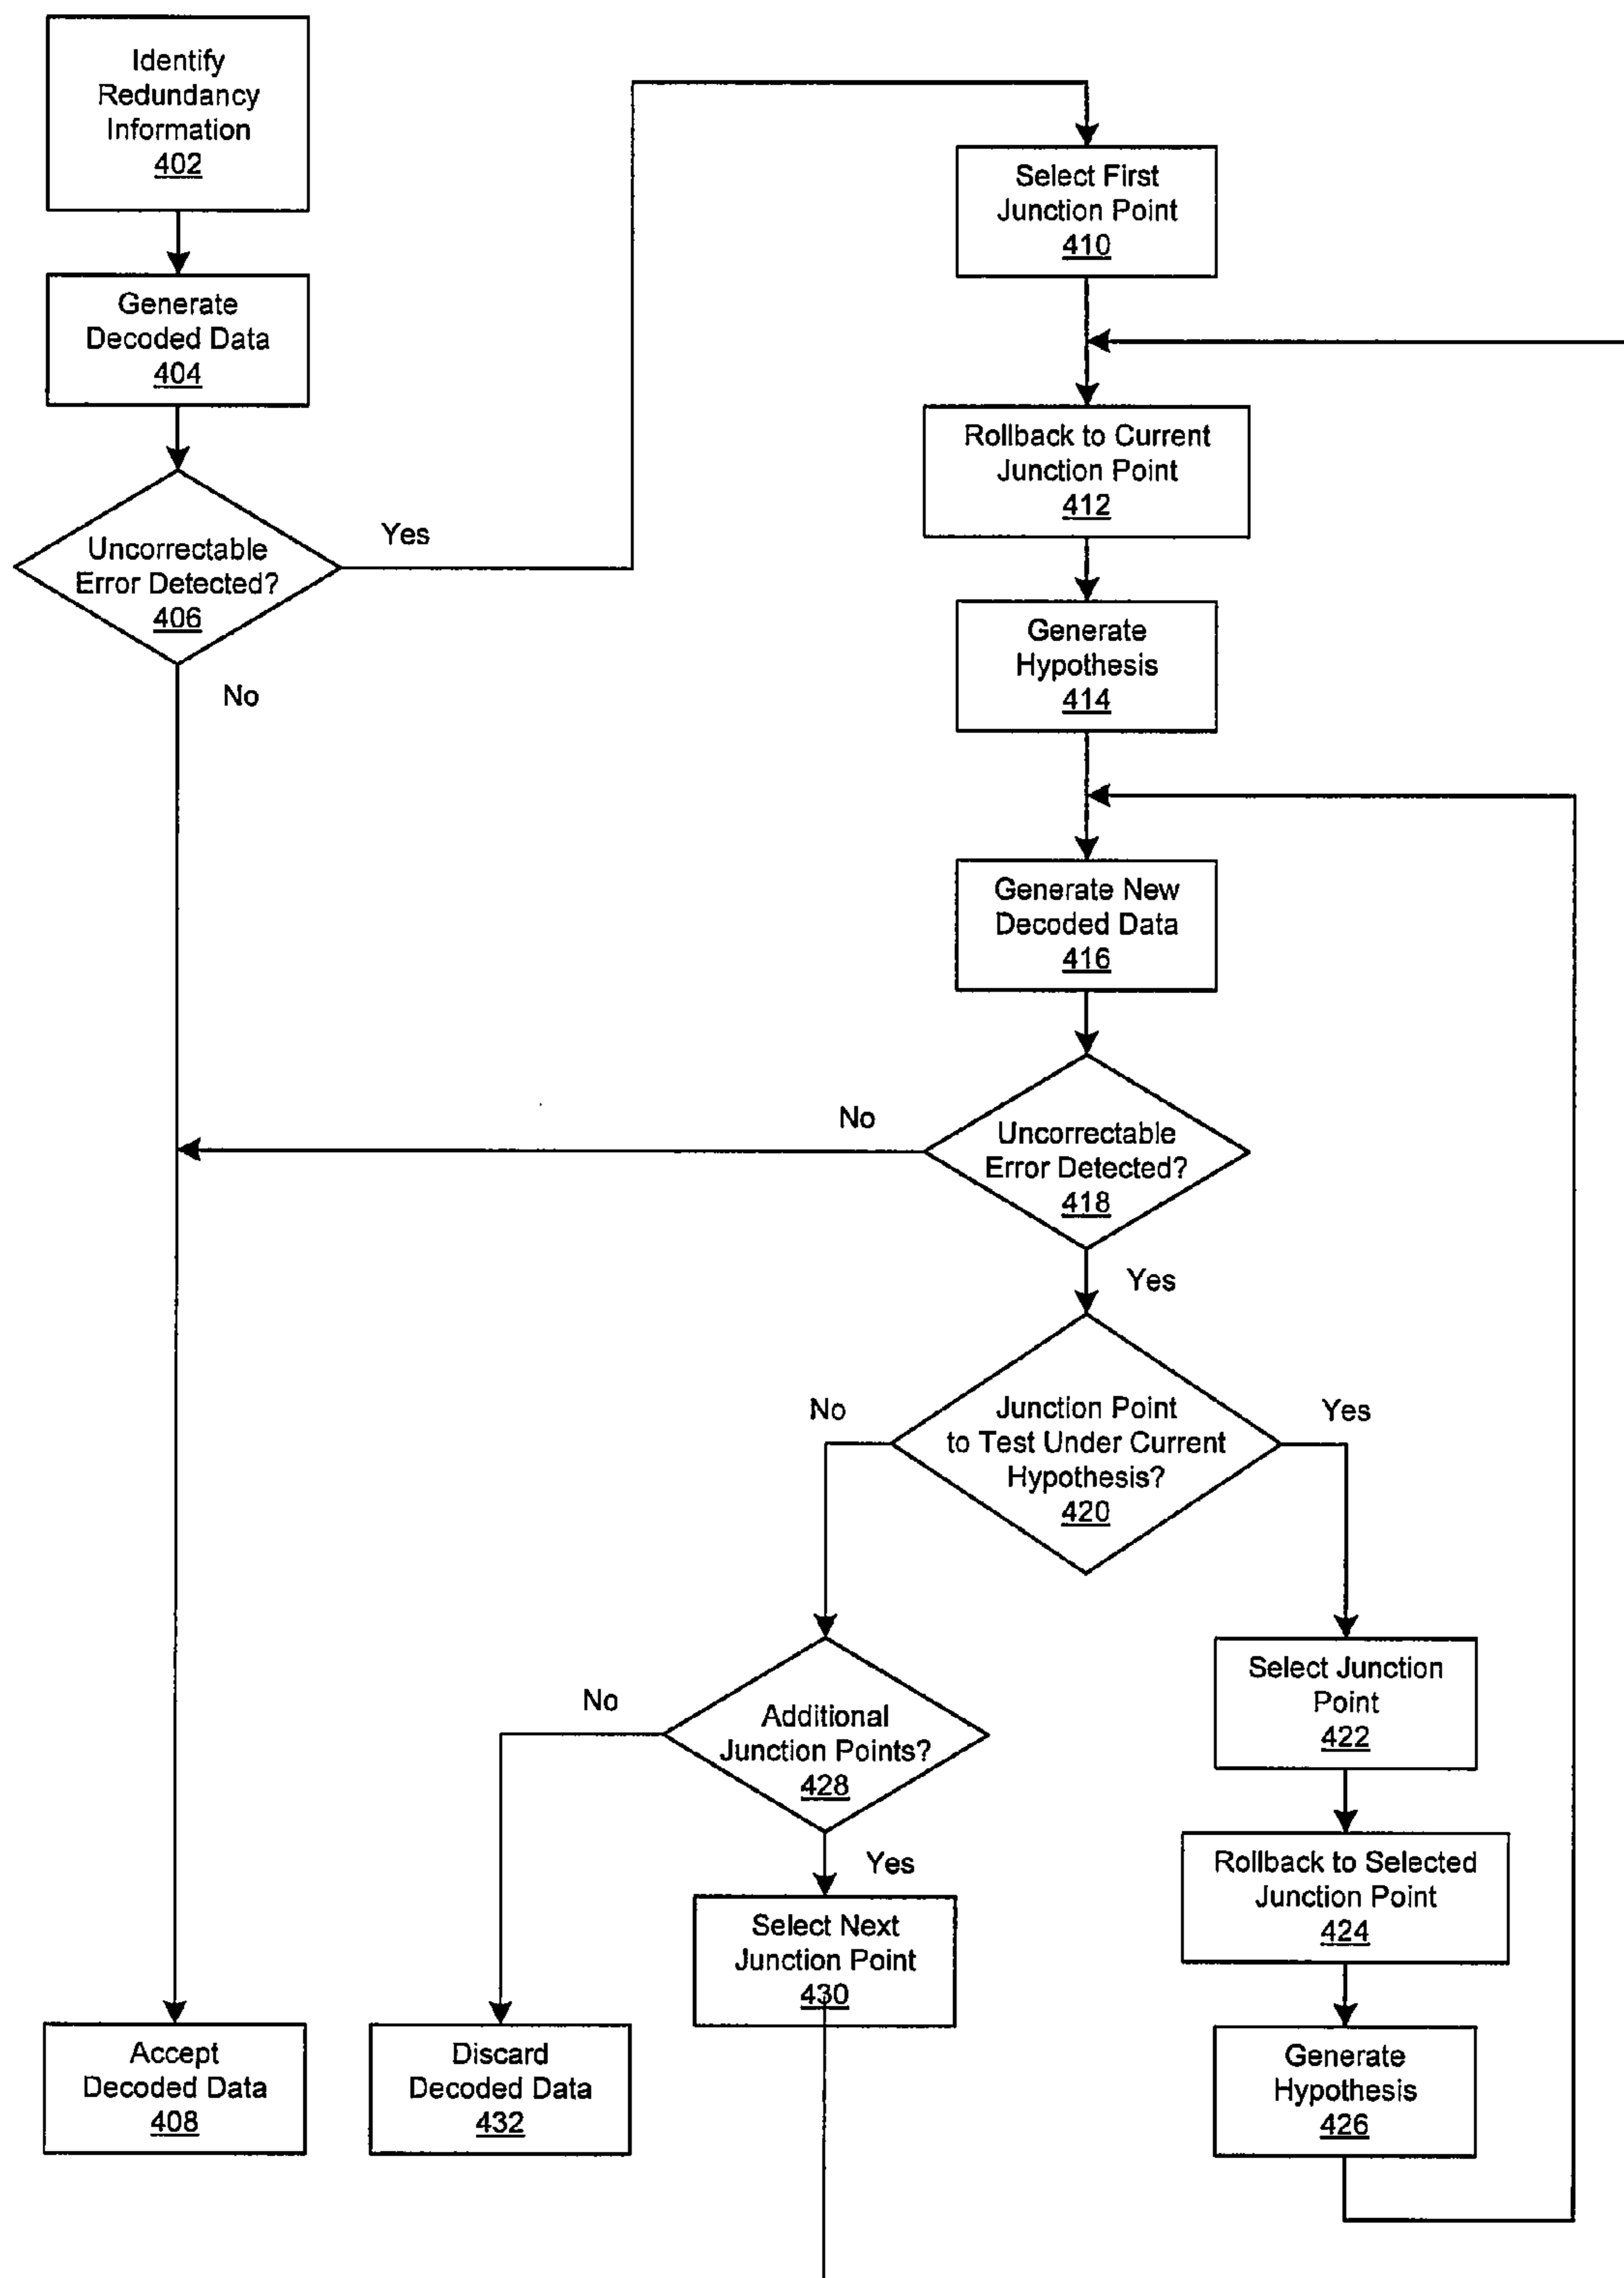 Identify
Redundancy
Information
402
Generate
Decoded Data
404
Uncorrectable
Error Detected?
406
Yes
No
Select First
Junction Point
410
Rollback to Current
Junction Point
412
Generate
Hypothesis
414
Generate New
Decoded Data
416
Uncorrectable
Error Detected?
418
No
Yes
Junction Point
to Test Under Current
Hypothesis?
420
No
Yes
Select Junction
Point
422
Rollback to Selected
Junction Point
424
Generate
Hypothesis
426
Additional
Junction Points?
428
No
Yes
Select Next
Junction Point
430
Accept
Decoded Data
408
Discard
Decoded Data
432